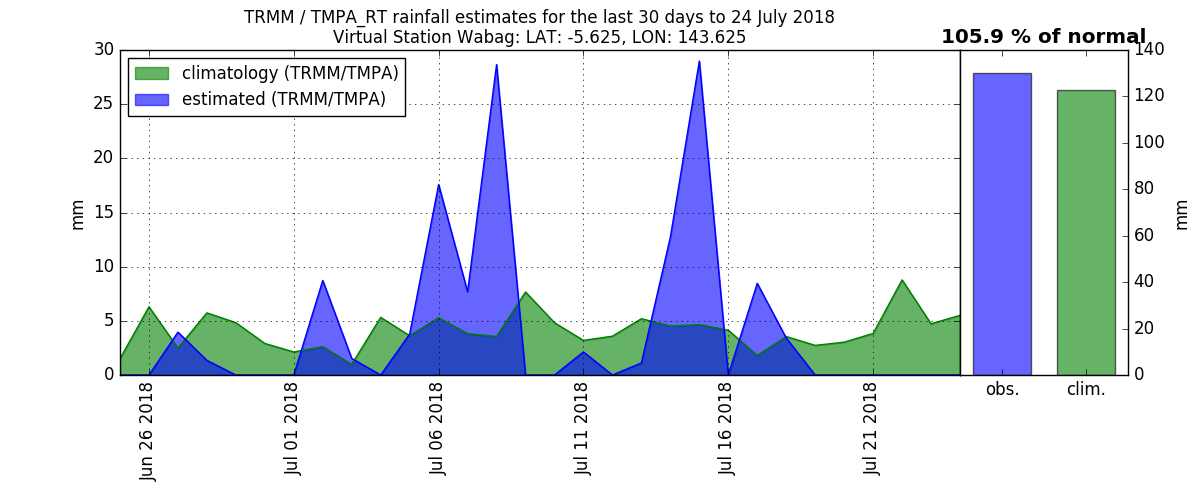 TRMM / TMPA_RT rainfall estimates for the last 30 days to 24 July 2018
Virtual Station Wabag: LAT: -5.625, LON: 143.625
105.9 % of normal
climatology (TRMM/TMPA)
estimated (TRMM/TMPA)
30
25
20
15
10
5
0
mm
Jun 26 2018
Jul 01 2018
Jul 06 2018
Jul 11 2018
Jul 16 2018
Jul 21 2018
140
120
100
80
60
40
20
0
mm
obs.
clim.